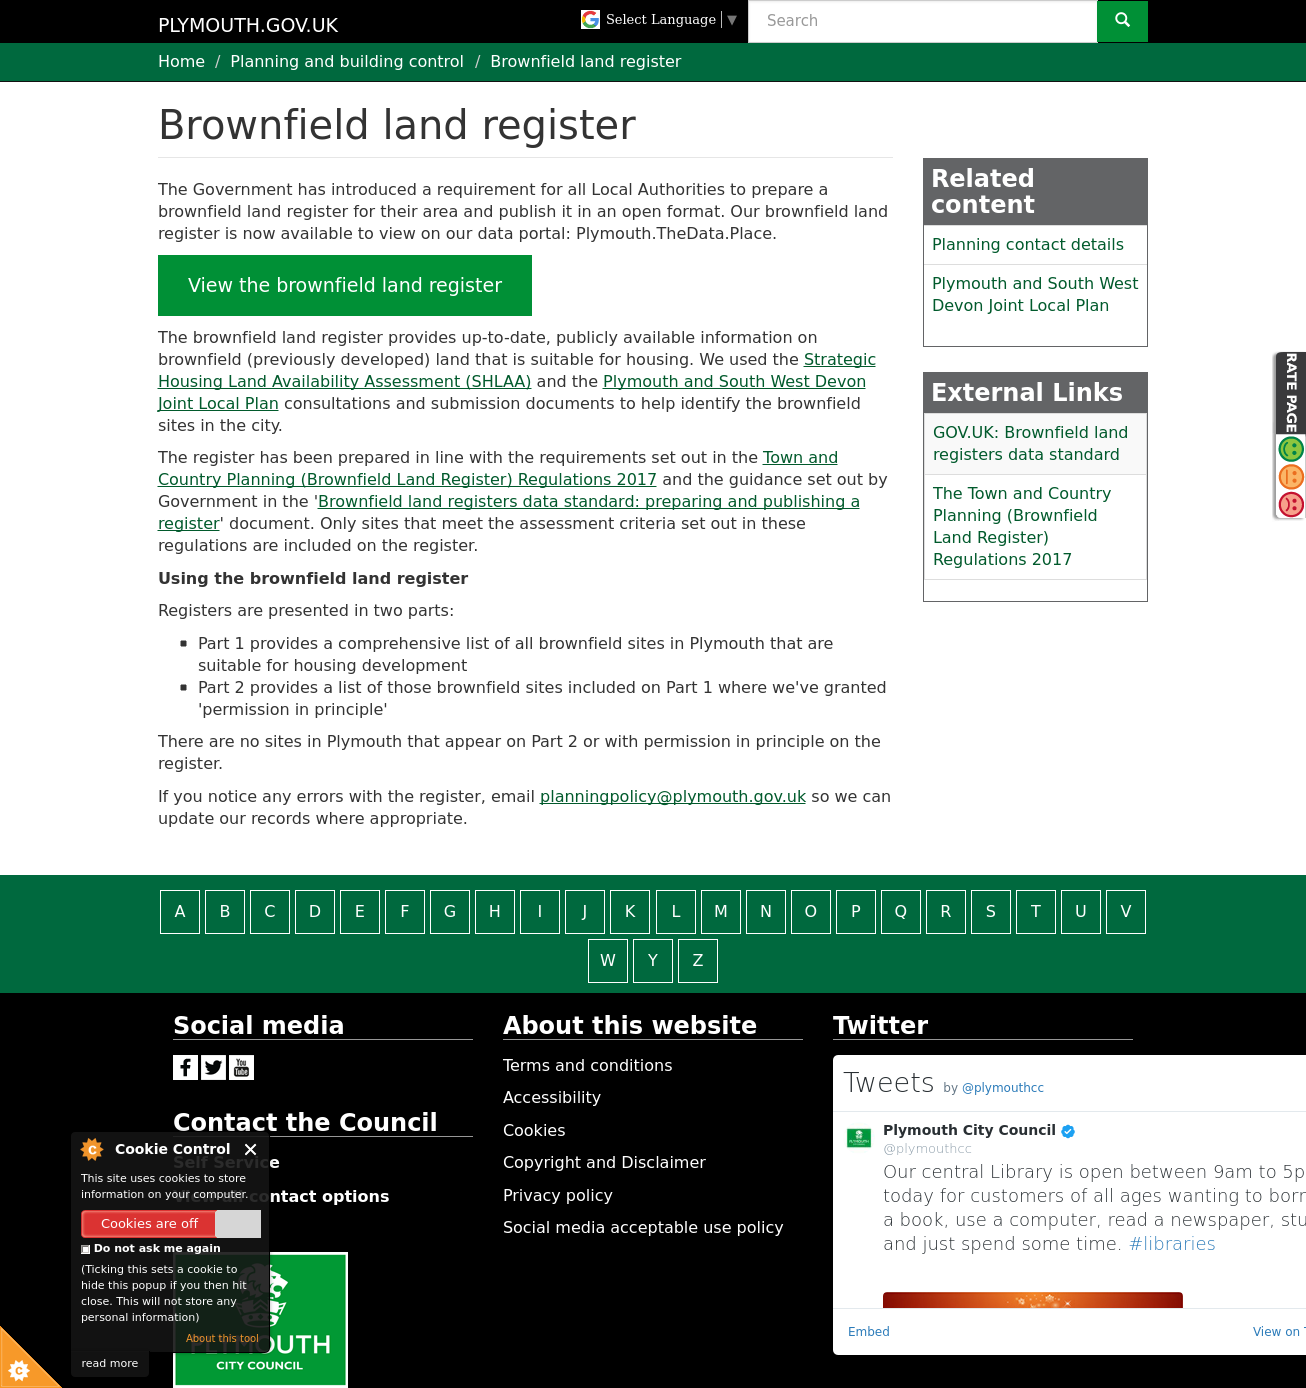 PLYMOUTH.GOV.UK
Select Language ▼
Search
Home / Planning and building control / Brownfield land register
Brownfield land register
The Government has introduced a requirement for all Local Authorities to prepare a
brownfield land register for their area and publish it in an open format. Our brownfield land
register is now available to view on our data portal: Plymouth.TheData.Place.
View the brownfield land register
The brownfield land register provides up-to-date, publicly available information on
brownfield (previously developed) land that is suitable for housing. We used the Strategic
Housing Land Availability Assessment (SHLAA) and the Plymouth and South West Devon
Joint Local Plan consultations and submission documents to help identify the brownfield
sites in the city.
The register has been prepared in line with the requirements set out in the Town and
Country Planning (Brownfield Land Register) Regulations 2017 and the guidance set out by
Government in the 'Brownfield land registers data standard: preparing and publishing a
register' document. Only sites that meet the assessment criteria set out in these
regulations are included on the register.
Using the brownfield land register
Registers are presented in two parts:
Part 1 provides a comprehensive list of all brownfield sites in Plymouth that are
suitable for housing development
Part 2 provides a list of those brownfield sites included on Part 1 where we've granted
'permission in principle'
There are no sites in Plymouth that appear on Part 2 or with permission in principle on the
register.
If you notice any errors with the register, email planningpolicy@plymouth.gov.uk so we can
update our records where appropriate.
Related
content
Planning contact details
Plymouth and South West
Devon Joint Local Plan
External Links
GOV.UK: Brownfield land
registers data standard
The Town and Country
Planning (Brownfield
Land Register)
Regulations 2017
RATE PAGE
A B C D E F G H I J K L M N O P Q R S T U V
W Y Z
Social media
You
Tube
Contact the Council
Self Service
View all contact options
PLYMOUTH
CITY COUNCIL
Cookie Control
This site uses cookies to store
information on your computer.
Cookies are off
Do not ask me again
(Ticking this sets a cookie to
hide this popup if you then hit
close. This will not store any
personal information)
About this tool
read more
About this website
Terms and conditions
Accessibility
Cookies
Copyright and Disclaimer
Privacy policy
Social media acceptable use policy
Twitter
Tweets by @plymouthcc
Plymouth City Council
@plymouthcc
Our central Library is open between 9am to 5p
today for customers of all ages wanting to borr
a book, use a computer, read a newspaper, stu
and just spend some time. #libraries
Embed
View on T